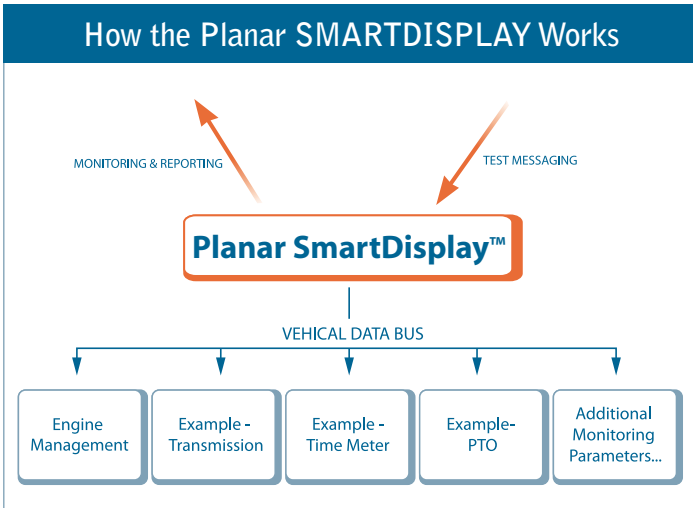 How the Planar SMARTDISPLAY Works
MONITORING & REPORTING
TEST MESSAGING
Planar SmartDisplay™
VEHICAL DATA BUS
Engine
Management
Example -
Transmission
Example -
Time Meter
Example-
PTO
Additional
Monitoring
Parameters...